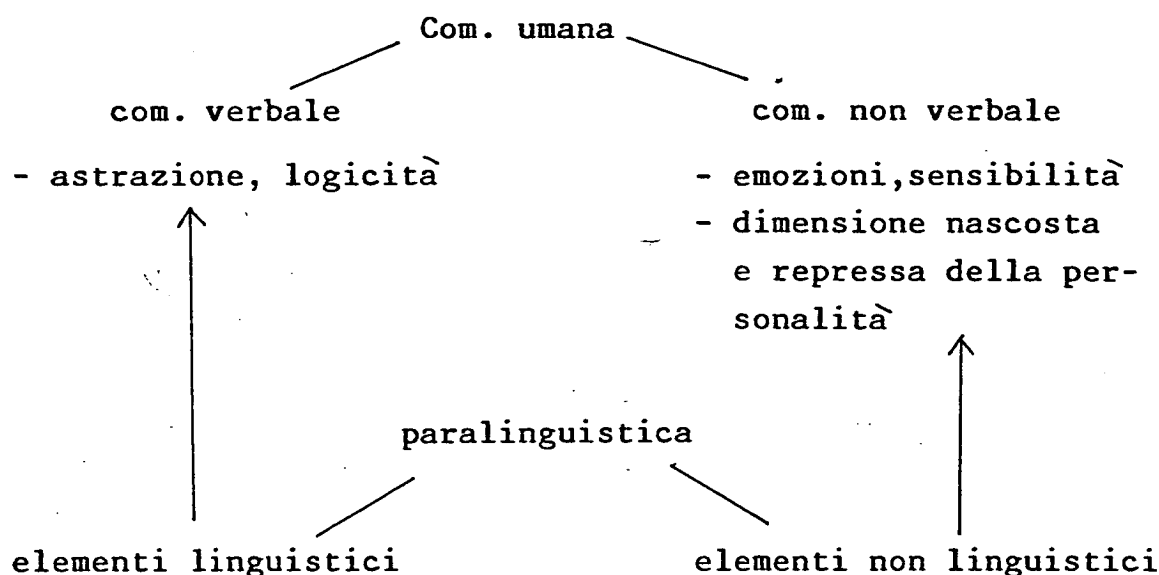 Com. umana
com. verbale
com. non verbale
- astrazione, logicità
- emozioni,sensibilità
- dimensione nascosta
e repressa della per-
sonalità
paralinguistica
elementi linguistici
elementi non linguistici